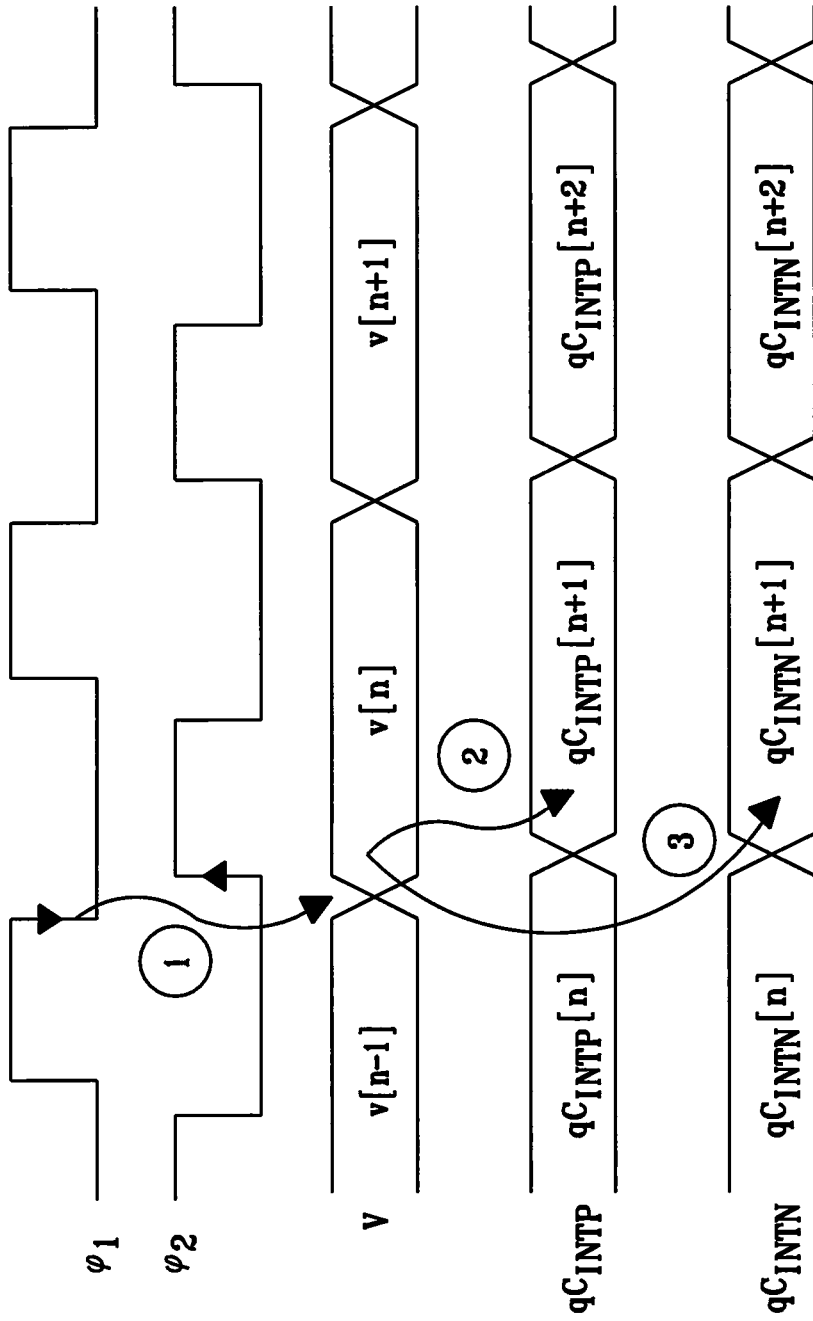 φ1
φ2
V v[n-1] v[n] v[n+1]
qCINTP qCINTP[n] qCINTP[n+1] qCINTP[n+2]
qCINTN qCINTN[n] qCINTN[n+1] qCINTN[n+2]
1
2
3